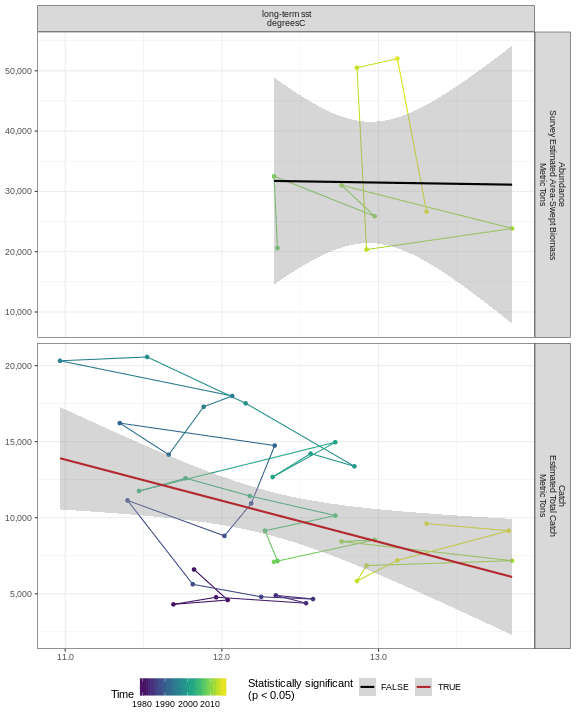 long-term sst
degreesC
50,000
40,000
30,000
20,000
10,000
Abundance
Survey Estimated Area-Swept Biomass
Metric Tons
20,000
15,000
10,000
5,000
Catch
Estimated Total Catch
Metric Tons
11.0 12.0 13.0
Time
1980 1990 2000 2010
Statistically significant
(p < 0.05)
FALSE
TRUE